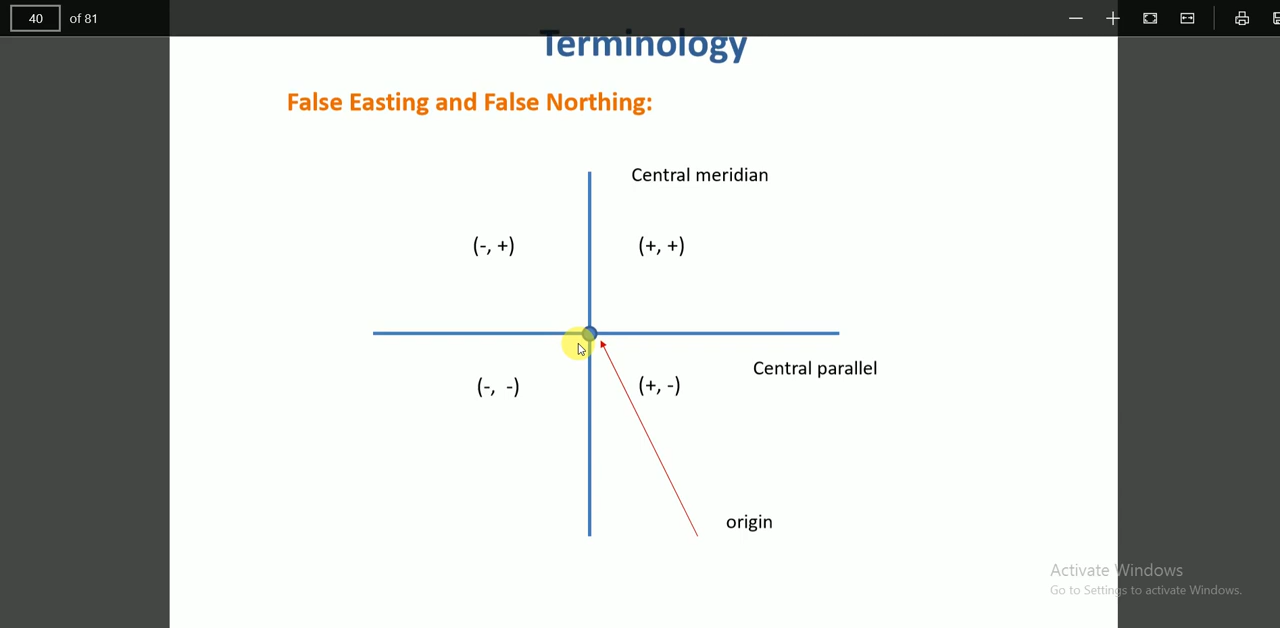 40 of 81
Terminology
False Easting and False Northing:
Central meridian
(-, +) (+, +)
Central parallel
(-, -) (+, -)
origin
Activate Windows
Go to Settings to activate Windows.